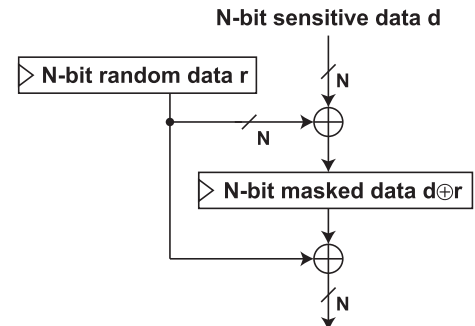 N-bit sensitive data d
N
N-bit random data r
N
N-bit masked data d⊕r
N